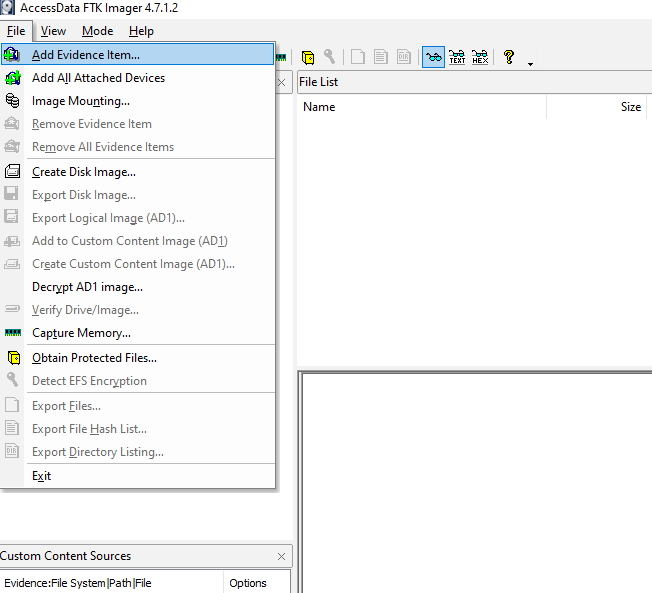 AccessData FTK Imager 4.7.1.2
File View Mode Help
Add Evidence Item...
Add All Attached Devices
Image Mounting...
Remove Evidence Item
Remove All Evidence Items
Create Disk Image...
Export Disk Image...
Export Logical Image (AD1)...
Add to Custom Content Image (AD1)
Create Custom Content Image (AD1)...
Decrypt AD1 image...
Verify Drive/Image...
Capture Memory...
Obtain Protected Files...
Detect EFS Encryption
Export Files...
Export File Hash List...
Export Directory Listing...
Exit
TEXT HEX
File List
Name Size
Custom Content Sources
Evidence:File System|Path|File Options